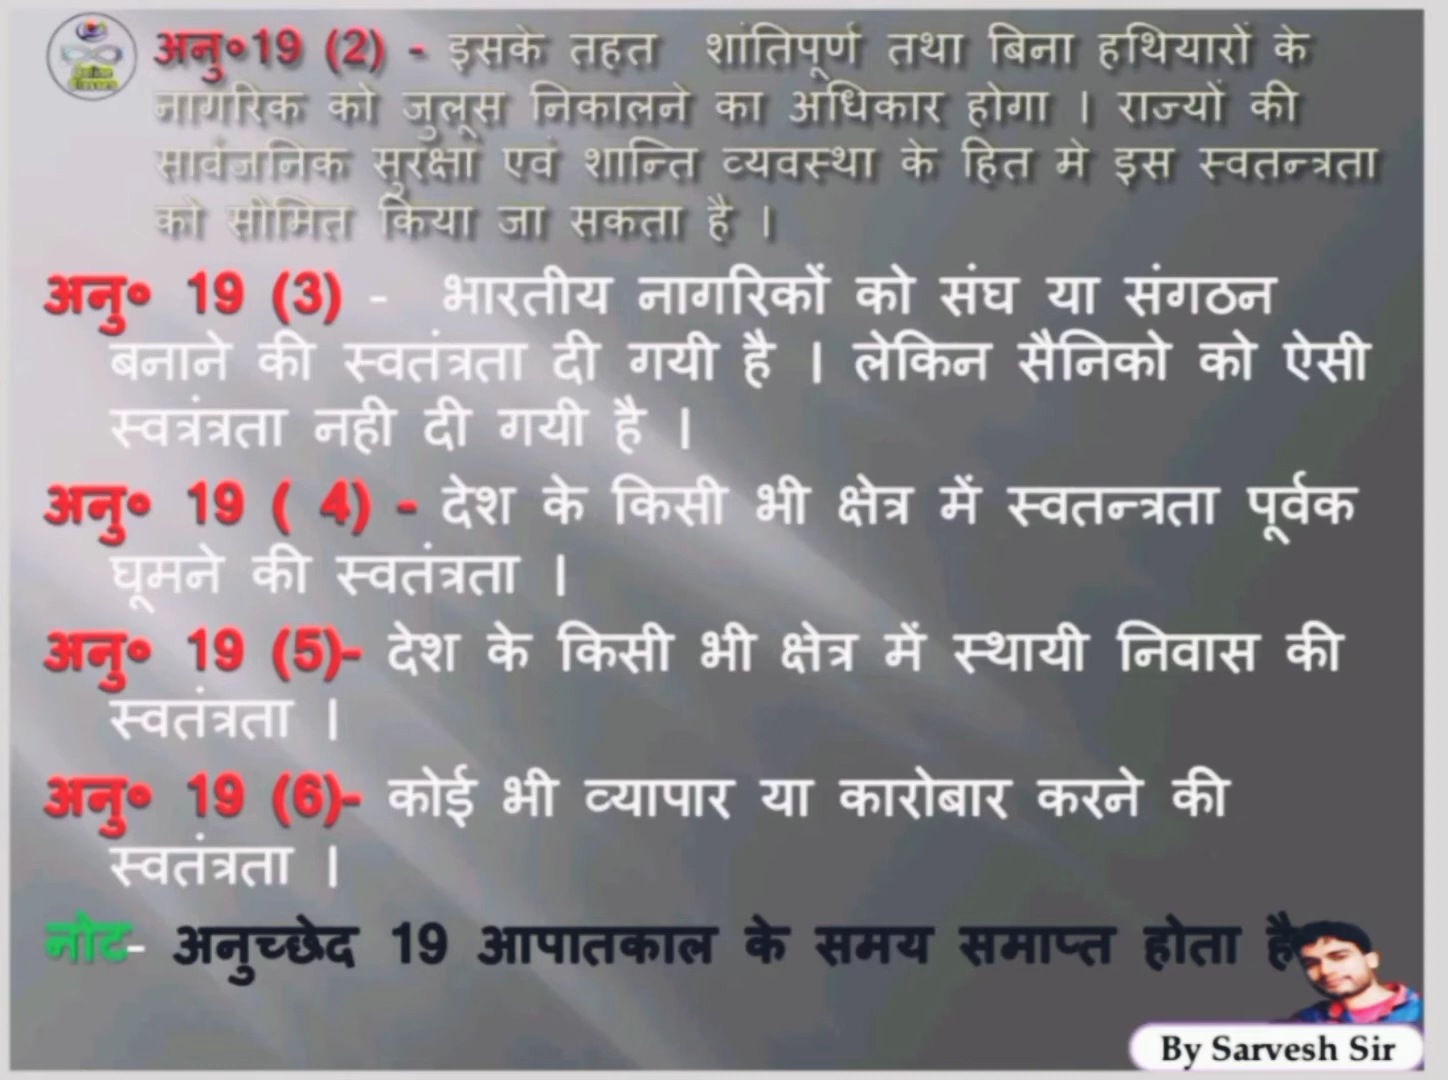 Online Classes
अनु॰19 (2) - इसके तहत शांतिपूर्ण तथा बिना हथियारों के
नागरिक को जुलूस निकालने का अधिकार होगा । राज्यों की
सार्वजनिक सुरक्षा एवं शान्ति व्यवस्था के हित मे इस स्वतन्त्रता
को सीमित किया जा सकता है ।
अनु॰ 19 (3) - भारतीय नागरिकों को संघ या संगठन
बनाने की स्वतंत्रता दी गयी है । लेकिन सैनिको को ऐसी
स्वत्रंत्रता नही दी गयी है ।
अनु॰ 19 ( 4) - देश के किसी भी क्षेत्र में स्वतन्त्रता पूर्वक
घूमने की स्वतंत्रता ।
अनु॰ 19 (5)- देश के किसी भी क्षेत्र में स्थायी निवास की
स्वतंत्रता ।
अनु॰ 19 (6)- कोई भी व्यापार या कारोबार करने की
स्वतंत्रता ।
नोट- अनुच्छेद 19 आपातकाल के समय समाप्त होता है
By Sarvesh Sir